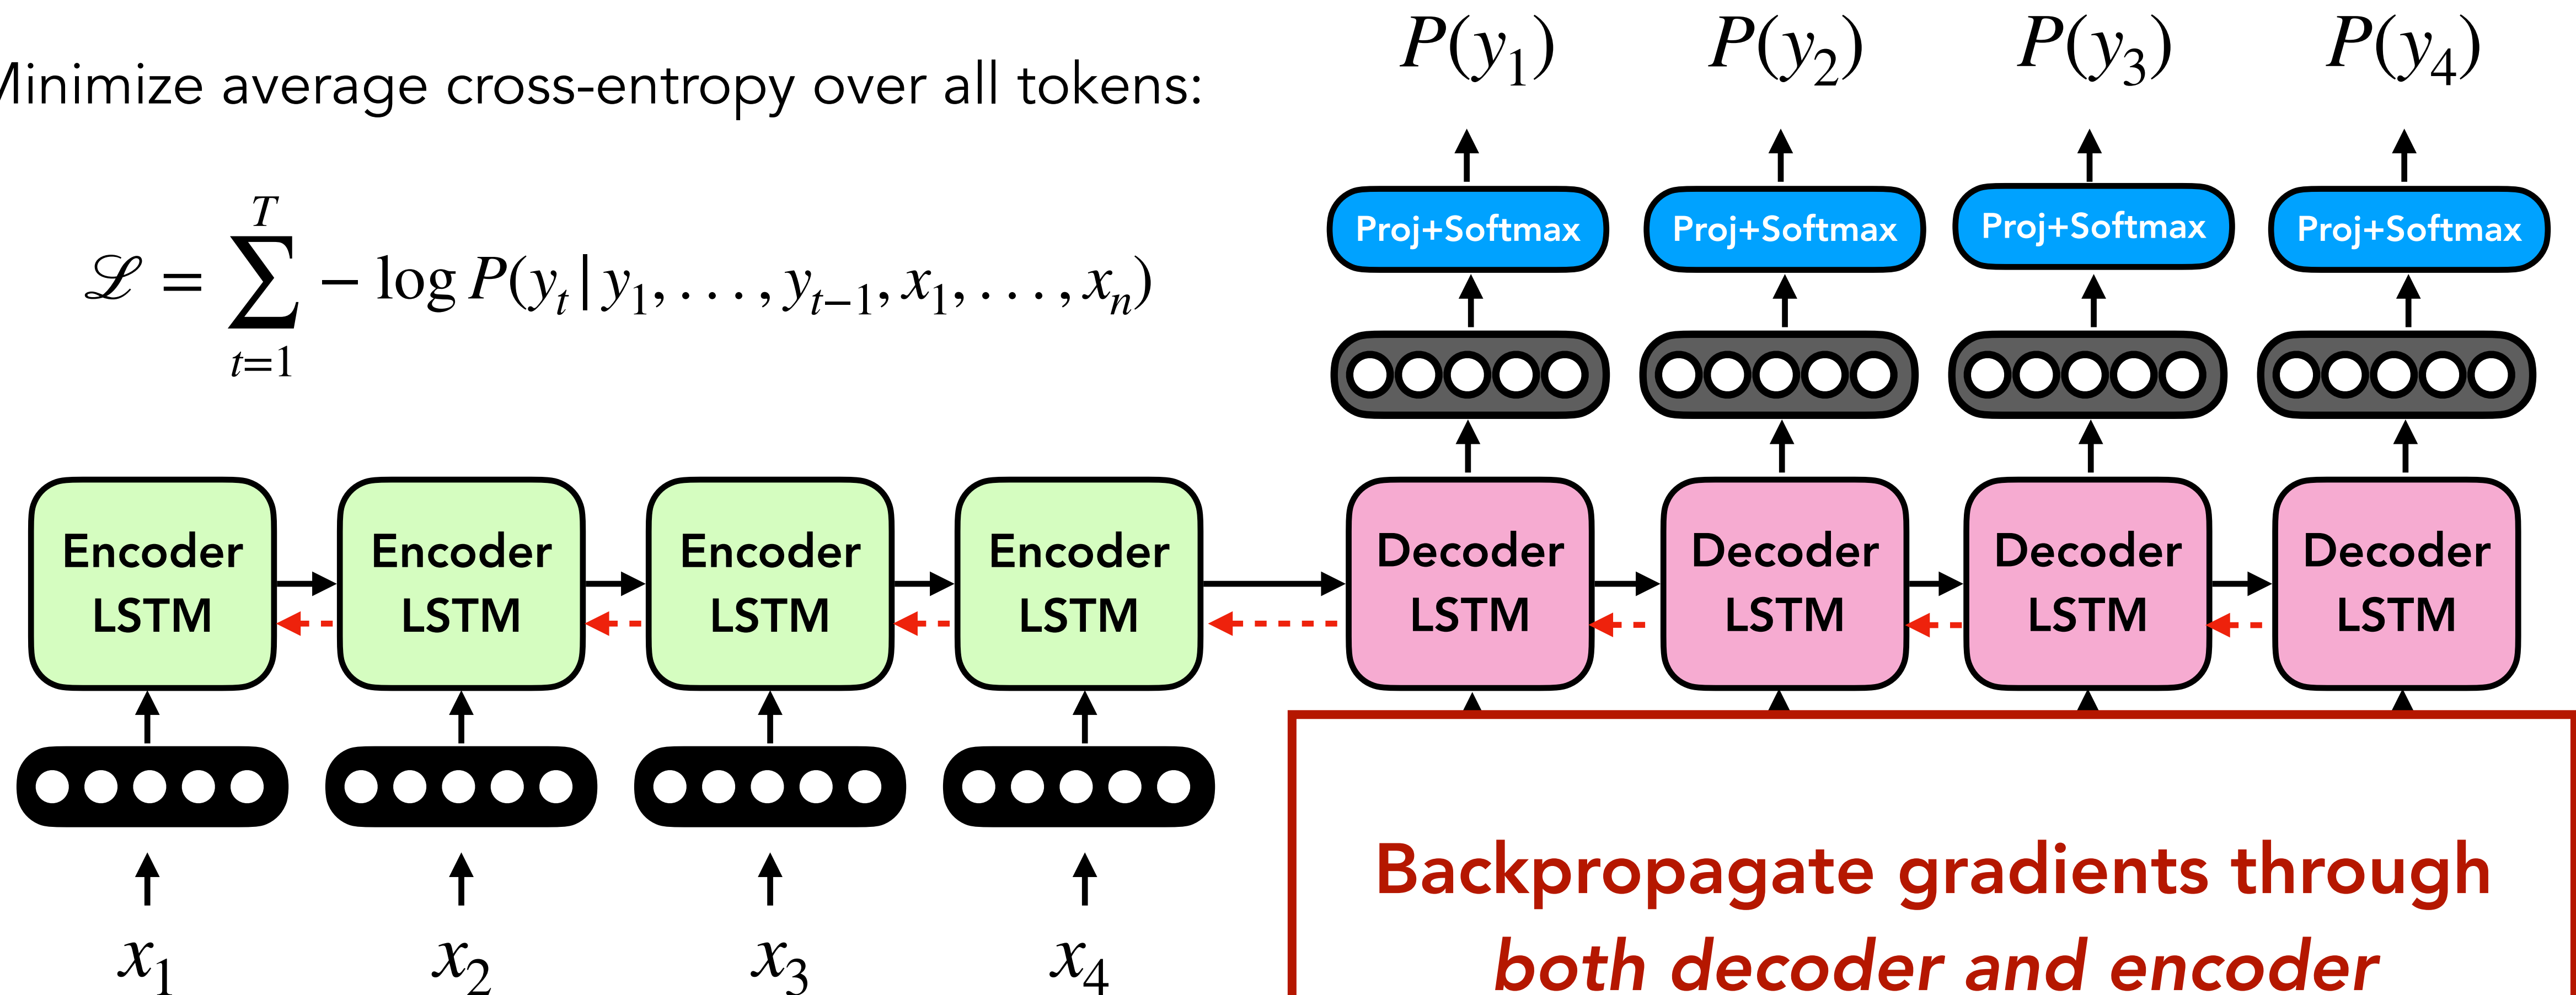 Minimize average cross-entropy over all tokens:
ℒ = ∑_{t=1}^{T} − log P(y_t | y_1, . . . , y_{t−1}, x_1, . . . , x_n)
P(y_1) P(y_2) P(y_3) P(y_4)
Proj+Softmax Proj+Softmax Proj+Softmax Proj+Softmax
Encoder Encoder Encoder Encoder Decoder Decoder Decoder Decoder
LSTM LSTM LSTM LSTM LSTM LSTM LSTM LSTM
x_1 x_2 x_3 x_4
Backpropagate gradients through
both decoder and encoder